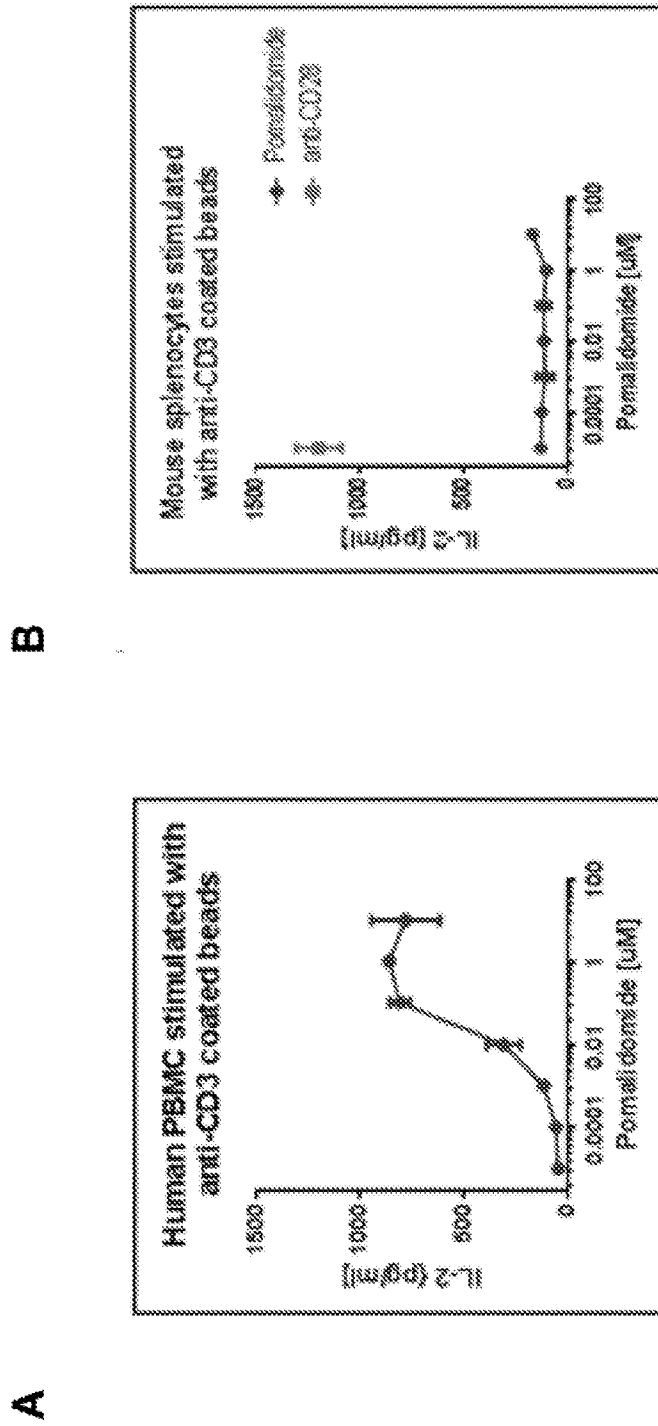 A
Human PBMC stimulated with
anti-CD3 coated beads
IL-2 (pg/ml)
1500
1000
500
0
0.0001
0.01
1
100
Pomalidomide [uM]
B
Mouse splenocytes stimulated
with anti-CD3 coated beads
Pomalidomide
anti-CD28
IL-2 (pg/ml)
1500
1000
500
0
0.0001
0.01
1
100
Pomalidomide [uM]